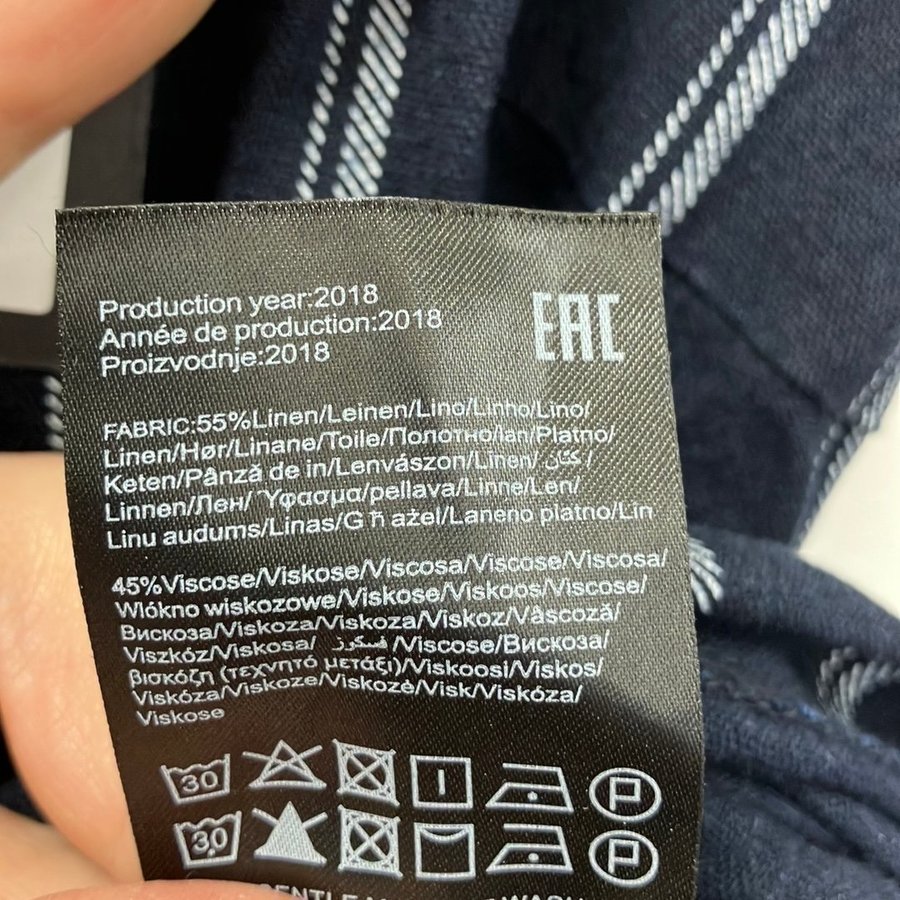 Production year:2018
Année de production:2018
Proizvodnje:2018
EAC
FABRIC:55%Linen/Leinen/Lino/Linho/Lino/
Linen/Hør/Linane/Toile/Полотно/lan/Platno/
Keten/Pânză de in/Lenvászon/Linen/ كتّان /
Linnen/Лен/ Ύφασμα/pellava/Linne/Len/
Linu audums/Linas/G ħ ażel/Laneno platno/Lin
45%Viscose/Viskose/Viscosa/Viscose/Viscosa/
Wlókno wiskozowe/Viskose/Viskoos/Viscose/
Вискоза/Viskoza/Viskoza/Viskoz/Vâscoză/
Viszkóz/Viskosa/ فسكوز /Viscose/Вискоза/
βισκόζη (τεχνητό μετάξι)/Viskoosi/Viskos/
Viskóza/Viskoze/Viskozė/Visk/Viskóza/
Viskose
30 P
30 P